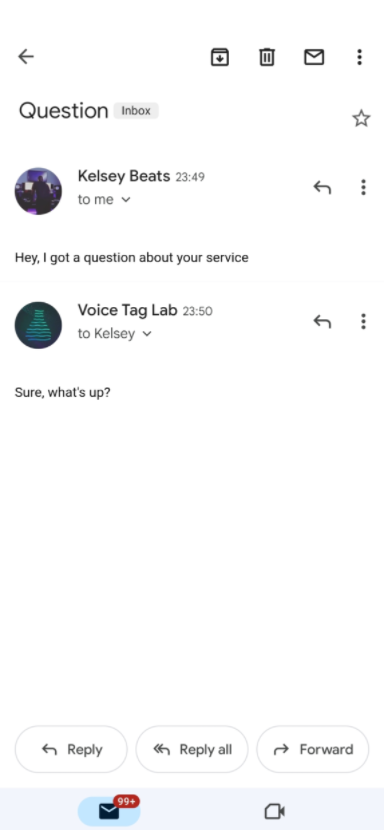 Question Inbox
Kelsey Beats 23:49
to me
Hey, I got a question about your service
Voice Tag Lab 23:50
to Kelsey
Sure, what's up?
Reply Reply all Forward
99+